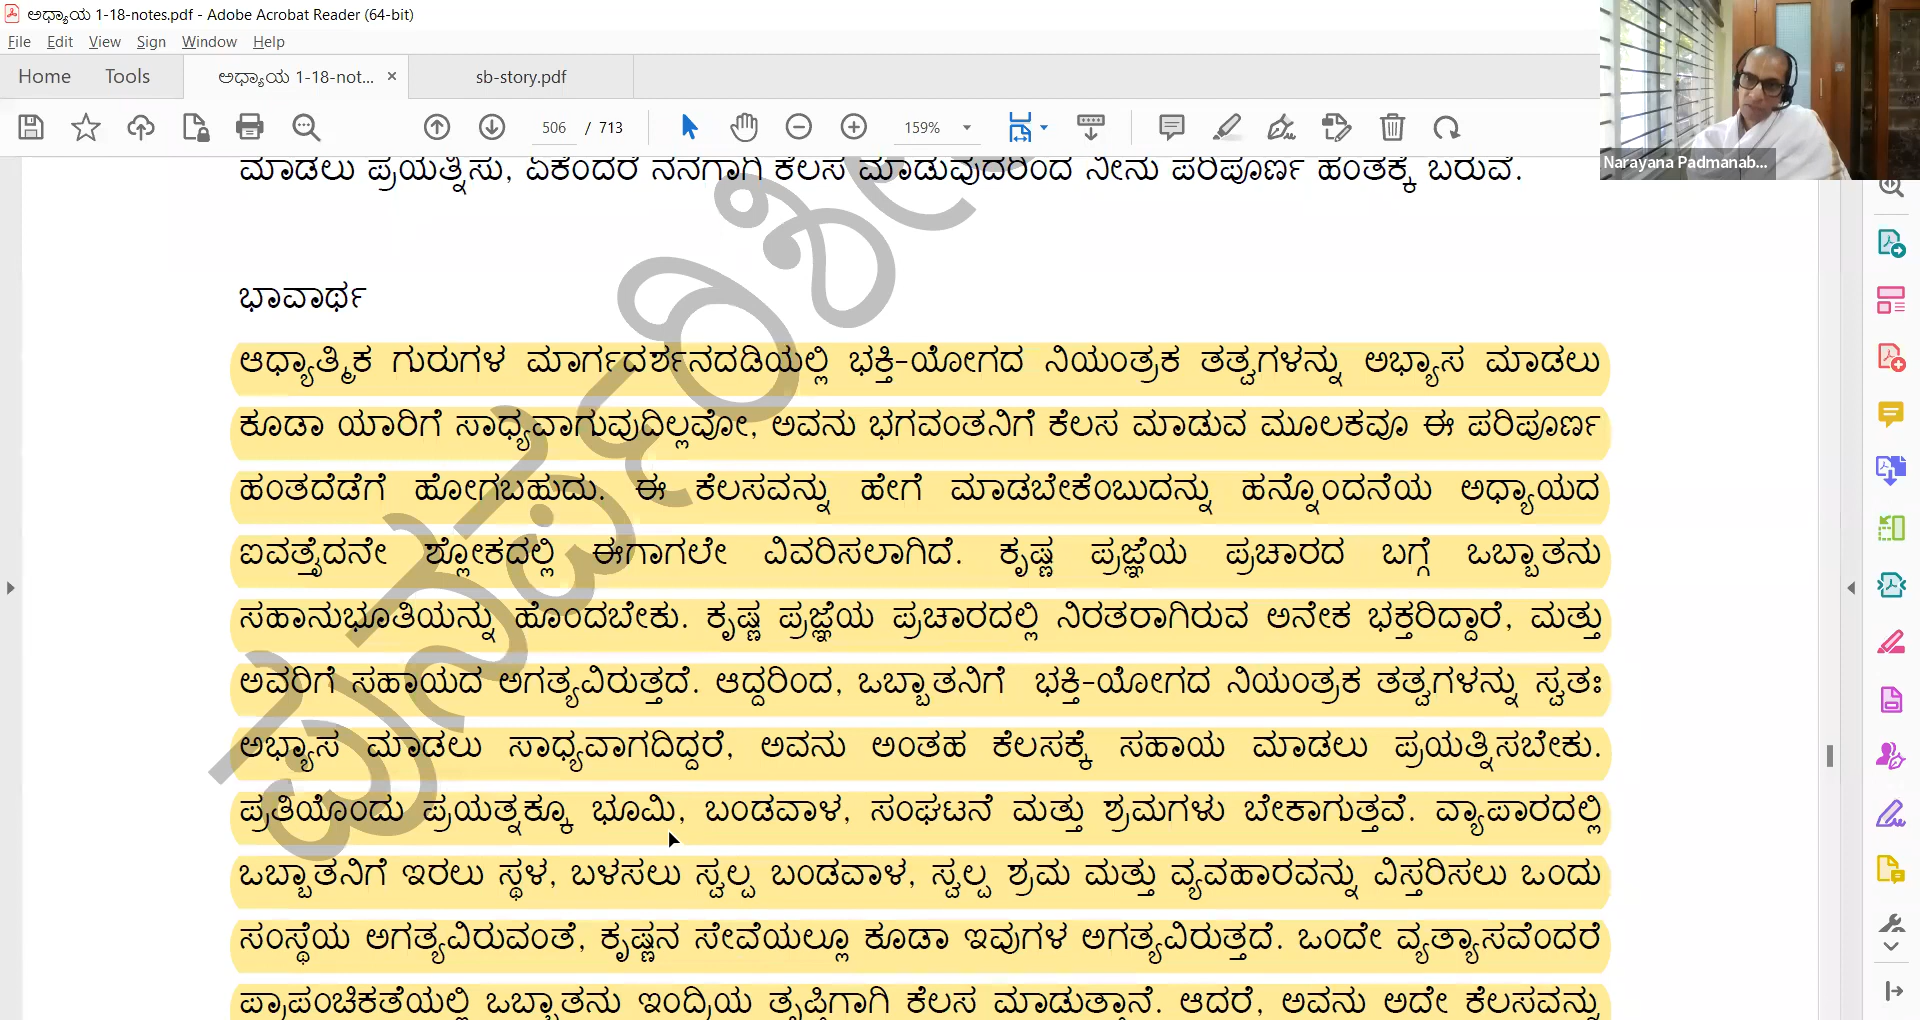 ಅಧ್ಯಾಯ 1-18-notes.pdf - Adobe Acrobat Reader (64-bit)
File Edit View Sign Window Help
Home Tools ಅಧ್ಯಾಯ 1-18-not... × sb-story.pdf
506 / 713 159%
Narayana Padmanab...
ಮಾಡಲು ಪ್ರಯತ್ನಿಸು, ಏಕೆಂದರೆ ನನಗಾಗಿ ಕೆಲಸ ಮಾಡುವುದರಿಂದ ನೀನು ಪರಿಪೂರ್ಣ ಹಂತಕ್ಕೆ ಬರುವೆ.
ಭಾವಾರ್ಥ
ಆಧ್ಯಾತ್ಮಿಕ ಗುರುಗಳ ಮಾರ್ಗದರ್ಶನದಡಿಯಲ್ಲಿ ಭಕ್ತಿ-ಯೋಗದ ನಿಯಂತ್ರಕ ತತ್ವಗಳನ್ನು ಅಭ್ಯಾಸ ಮಾಡಲು
ಕೂಡಾ ಯಾರಿಗೆ ಸಾಧ್ಯವಾಗುವುದಿಲ್ಲವೋ, ಅವನು ಭಗವಂತನಿಗೆ ಕೆಲಸ ಮಾಡುವ ಮೂಲಕವೂ ಈ ಪರಿಪೂರ್ಣ
ಹಂತದೆಡೆಗೆ ಹೋಗಬಹುದು. ಈ ಕೆಲಸವನ್ನು ಹೇಗೆ ಮಾಡಬೇಕೆಂಬುದನ್ನು ಹನ್ನೊಂದನೆಯ ಅಧ್ಯಾಯದ
ಐವತ್ತೈದನೇ ಶ್ಲೋಕದಲ್ಲಿ ಈಗಾಗಲೇ ವಿವರಿಸಲಾಗಿದೆ. ಕೃಷ್ಣ ಪ್ರಜ್ಞೆಯ ಪ್ರಚಾರದ ಬಗ್ಗೆ ಒಬ್ಬಾತನು
ಸಹಾನುಭೂತಿಯನ್ನು ಹೊಂದಬೇಕು. ಕೃಷ್ಣ ಪ್ರಜ್ಞೆಯ ಪ್ರಚಾರದಲ್ಲಿ ನಿರತರಾಗಿರುವ ಅನೇಕ ಭಕ್ತರಿದ್ದಾರೆ, ಮತ್ತು
ಅವರಿಗೆ ಸಹಾಯದ ಅಗತ್ಯವಿರುತ್ತದೆ. ಆದ್ದರಿಂದ, ಒಬ್ಬಾತನಿಗೆ ಭಕ್ತಿ-ಯೋಗದ ನಿಯಂತ್ರಕ ತತ್ವಗಳನ್ನು ಸ್ವತಃ
ಅಭ್ಯಾಸ ಮಾಡಲು ಸಾಧ್ಯವಾಗದಿದ್ದರೆ, ಅವನು ಅಂತಹ ಕೆಲಸಕ್ಕೆ ಸಹಾಯ ಮಾಡಲು ಪ್ರಯತ್ನಿಸಬೇಕು.
ಪ್ರತಿಯೊಂದು ಪ್ರಯತ್ನಕ್ಕೂ ಭೂಮಿ, ಬಂಡವಾಳ, ಸಂಘಟನೆ ಮತ್ತು ಶ್ರಮಗಳು ಬೇಕಾಗುತ್ತವೆ. ವ್ಯಾಪಾರದಲ್ಲಿ
ಒಬ್ಬಾತನಿಗೆ ಇರಲು ಸ್ಥಳ, ಬಳಸಲು ಸ್ವಲ್ಪ ಬಂಡವಾಳ, ಸ್ವಲ್ಪ ಶ್ರಮ ಮತ್ತು ವ್ಯವಹಾರವನ್ನು ವಿಸ್ತರಿಸಲು ಒಂದು
ಸಂಸ್ಥೆಯ ಅಗತ್ಯವಿರುವಂತೆ, ಕೃಷ್ಣನ ಸೇವೆಯಲ್ಲೂ ಕೂಡಾ ಇವುಗಳ ಅಗತ್ಯವಿರುತ್ತದೆ. ಒಂದೇ ವ್ಯತ್ಯಾಸವೆಂದರೆ
ಪ್ರಾಪಂಚಿಕತೆಯಲ್ಲಿ ಒಬ್ಬಾತನು ಇಂದ್ರಿಯ ತೃಪ್ತಿಗಾಗಿ ಕೆಲಸ ಮಾಡುತ್ತಾನೆ. ಆದರೆ, ಅವನು ಅದೇ ಕೆಲಸವನ್ನು